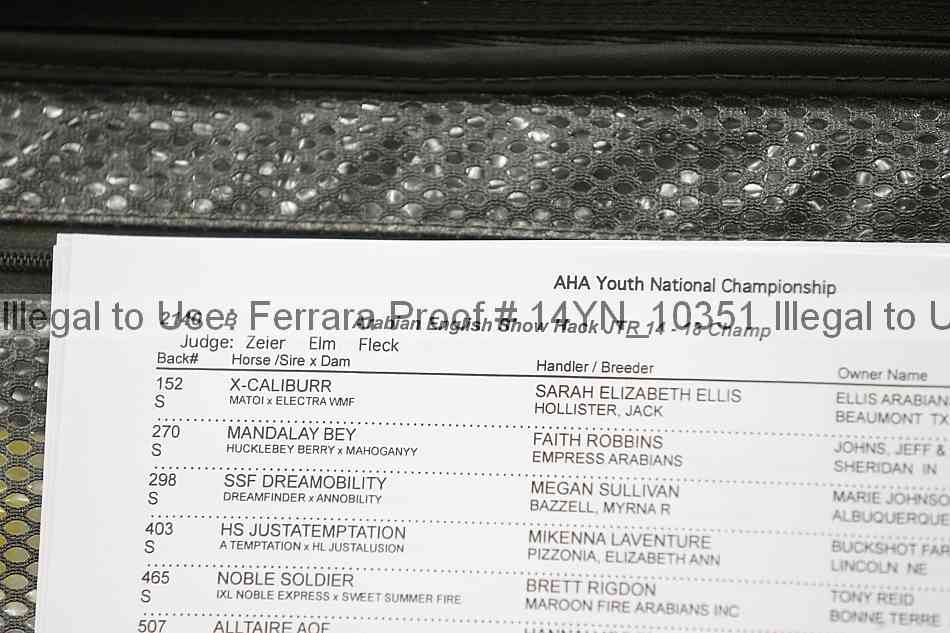 AHA Youth National Championship
Illegal to Use. Ferrara Proof # 14YN_10351 Illegal to U
Arabian English Show Hack JTR 14 - 18 Champ
Judge: Zeier Elm Fleck
Back# Horse /Sire x Dam Handler / Breeder Owner Name
152 X-CALIBURR SARAH ELIZABETH ELLIS ELLIS ARABIAN
S MATOI x ELECTRA WMF HOLLISTER, JACK BEAUMONT TX
270 MANDALAY BEY FAITH ROBBINS JOHNS, JEFF &
S HUCKLEBEY BERRY x MAHOGANYY EMPRESS ARABIANS SHERIDAN IN
298 SSF DREAMOBILITY MEGAN SULLIVAN MARIE JOHNSO
S DREAMFINDER x ANNOBILITY BAZZELL, MYRNA R ALBUQUERQUE
403 HS JUSTATEMPTATION MIKENNA LAVENTURE BUCKSHOT FAR
S A TEMPTATION x HL JUSTALUSION PIZZONIA, ELIZABETH ANN LINCOLN NE
465 NOBLE SOLDIER BRETT RIGDON TONY REID
S IXL NOBLE EXPRESS x SWEET SUMMER FIRE MAROON FIRE ARABIANS INC BONNE TERRE
507 ALLTAIRE AOF